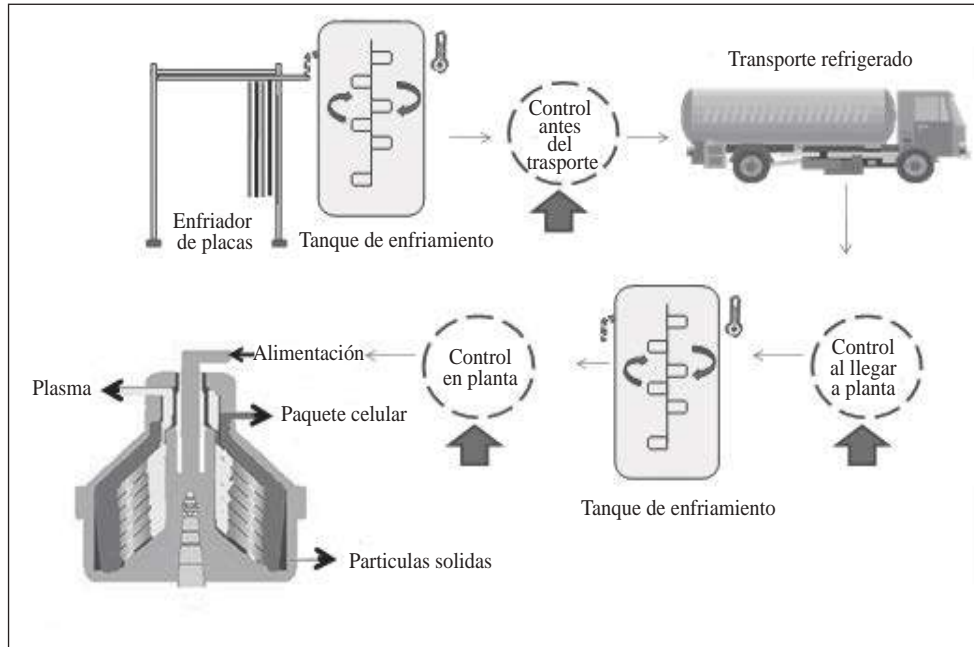 Transporte refrigerado
Control
antes
del
trasporte
Enfriador
de placas
Tanque de enfriamiento
Alimentación
Control
en planta
Control
al llegar
a planta
Plasma
Paquete celular
Tanque de enfriamiento
Particulas solidas